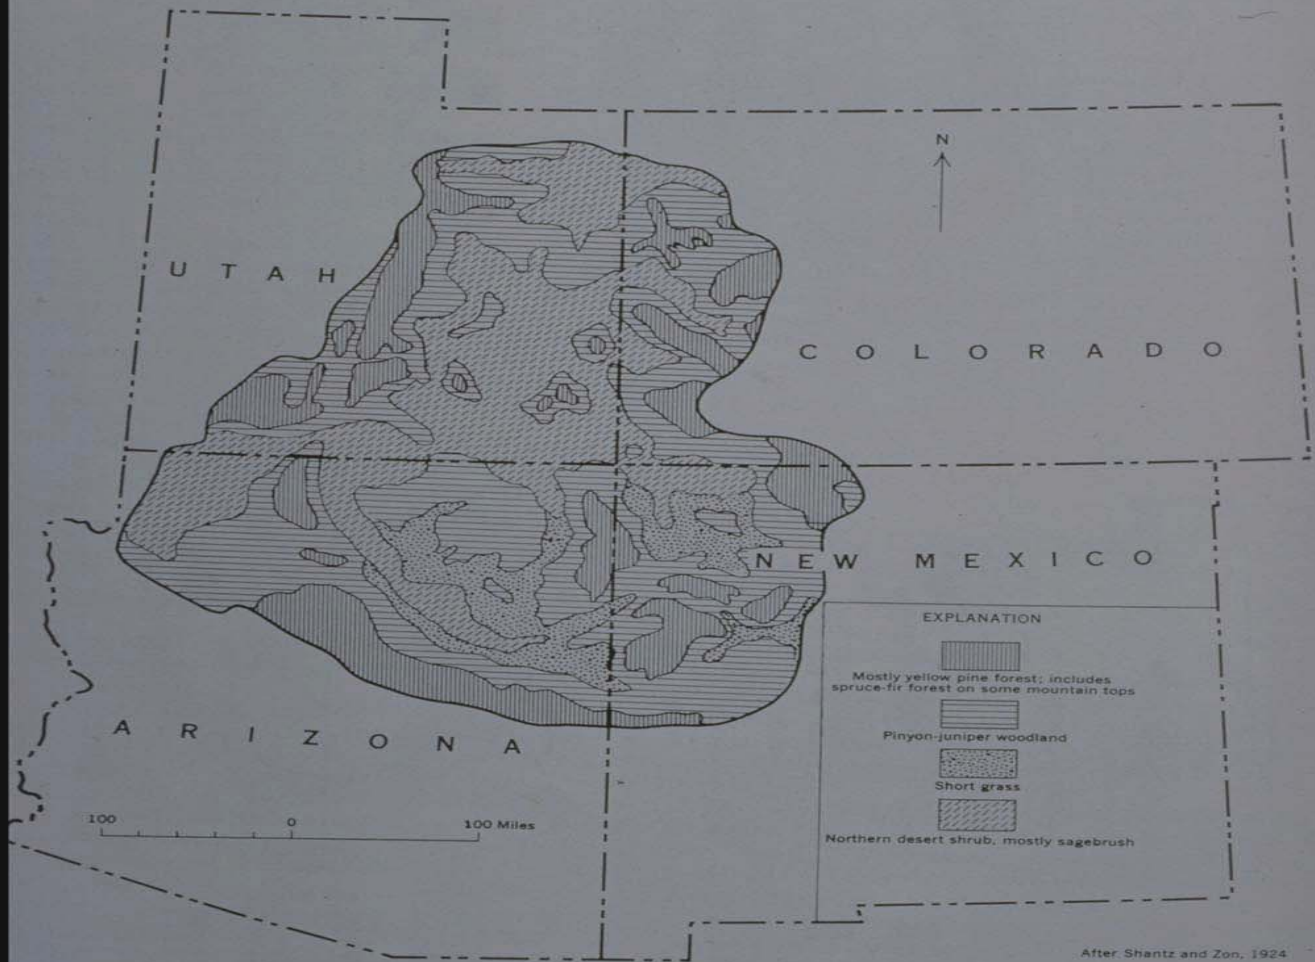 N
UTAH
COLORADO
NEW MEXICO
ARIZONA
EXPLANATION
Mostly yellow pine forest; includes
spruce-fir forest on some mountain tops
Pinyon-juniper woodland
Short grass
Northern desert shrub, mostly sagebrush
100 0 100 Miles
After Shantz and Zon, 1924